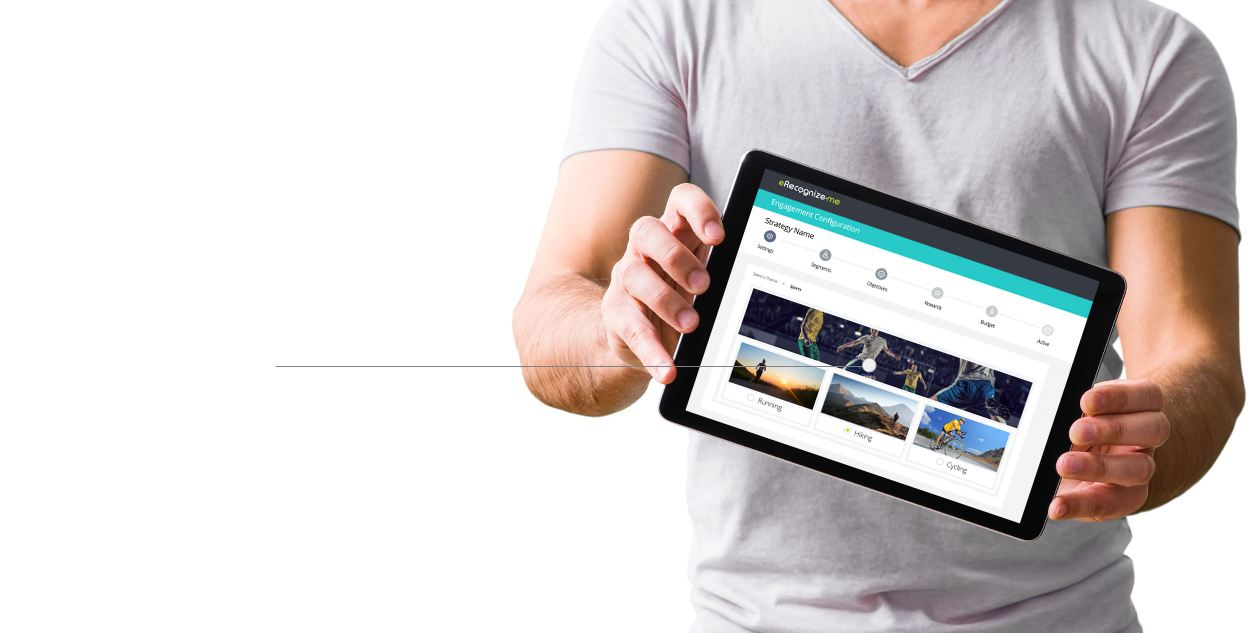 eRecognize-me
Engagement Configuration
Strategy Name
Settings
Segments
Objectives
Rewards
Budget
Active
Select a Theme > Sports
Running
Hiking
Cycling